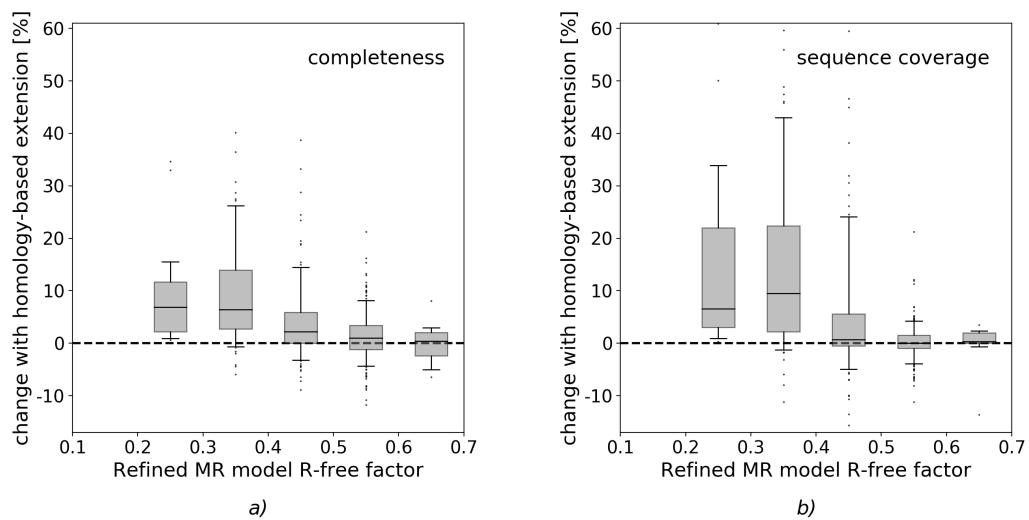 change with homology-based extension [%]
60
50
40
30
20
10
0
-10
completeness
0.1 0.2 0.3 0.4 0.5 0.6 0.7
Refined MR model R-free factor
a)
change with homology-based extension [%]
60
50
40
30
20
10
0
-10
sequence coverage
0.1 0.2 0.3 0.4 0.5 0.6 0.7
Refined MR model R-free factor
b)